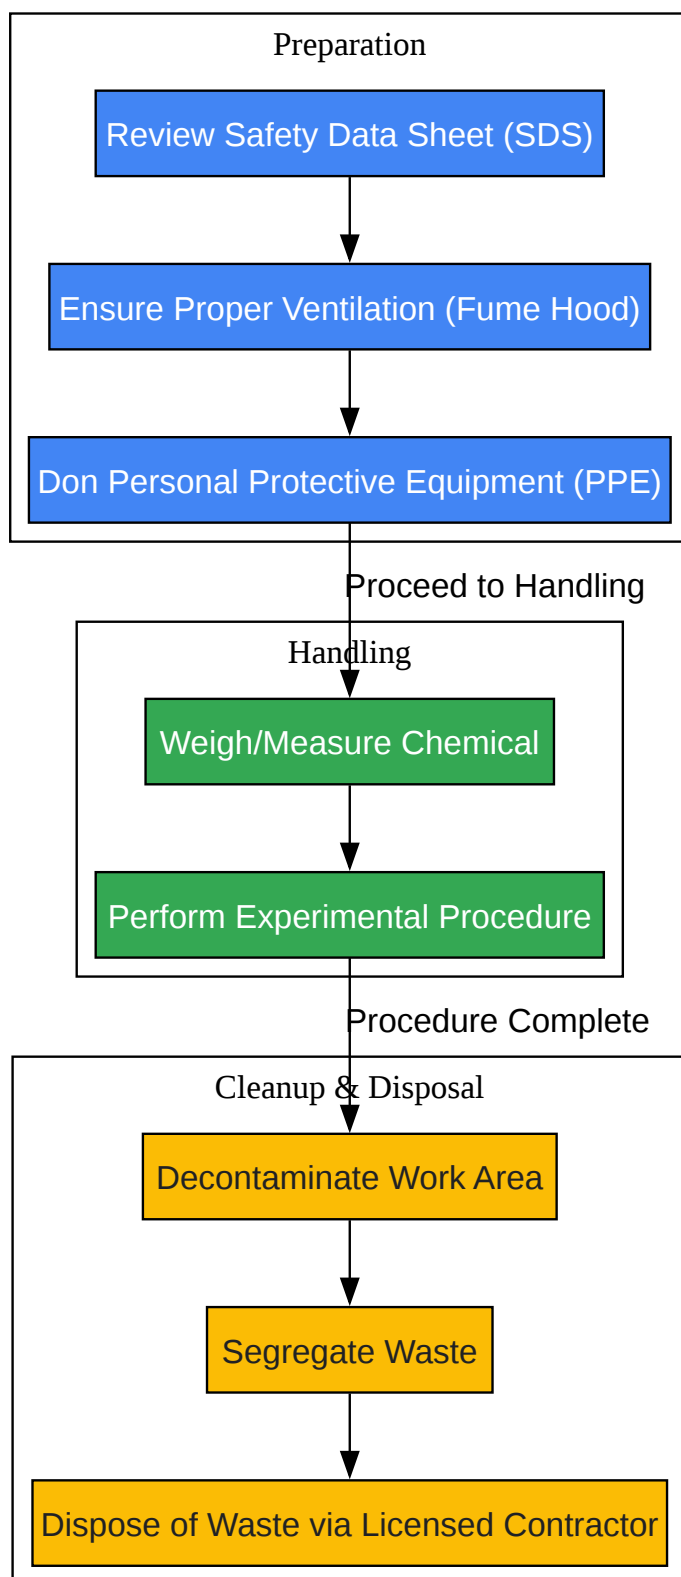 Preparation
Review Safety Data Sheet (SDS)
Ensure Proper Ventilation (Fume Hood)
Don Personal Protective Equipment (PPE)
Proceed to Handling
Handling
Weigh/Measure Chemical
Perform Experimental Procedure
Procedure Complete
Cleanup & Disposal
Decontaminate Work Area
Segregate Waste
Dispose of Waste via Licensed Contractor